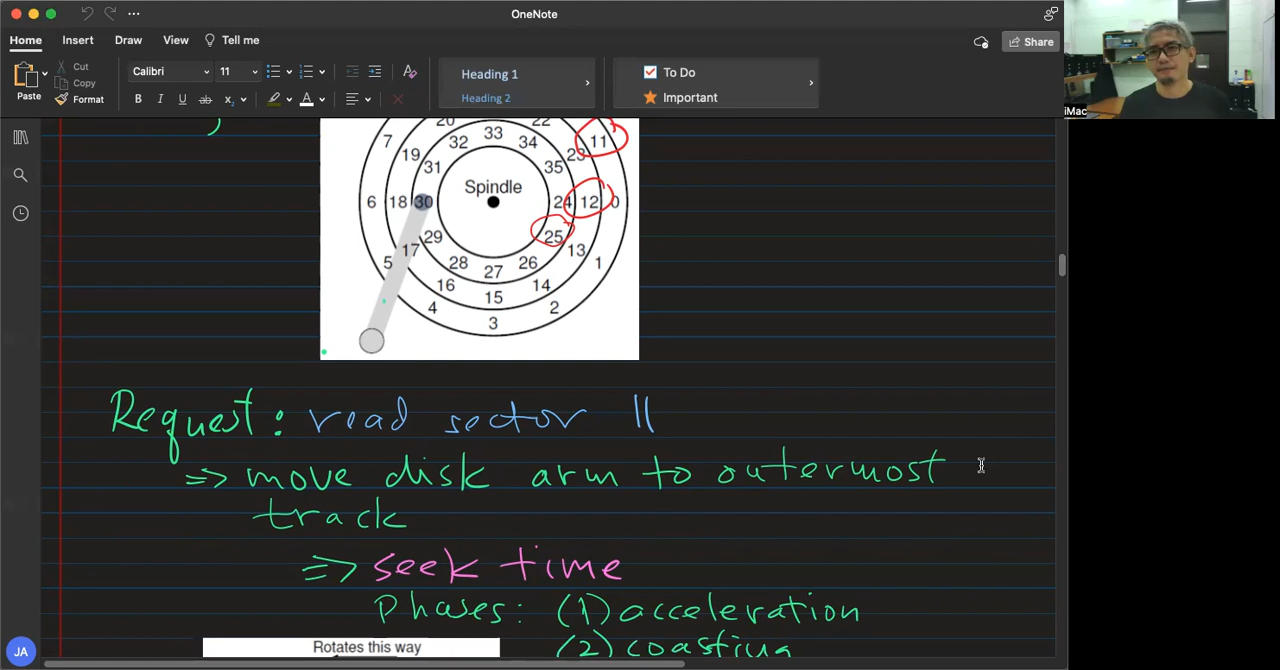 OneNote
Home Insert Draw View Tell me Share
Paste Cut Copy Format Calibri 11 Heading 1 Heading 2 To Do Important
B I U ab x₂ A
iMac
20 33 22
7 32 34 11
19 31 35 23
Spindle
6 18 30 24 12 0
17 29 25 13
5 28 27 26 1
16 15 14
4 3 2
Request: read sector 11
=> move disk arm to outermost
track
=> seek time
Phases: (1) acceleration
Rotates this way (2) coasting
JA